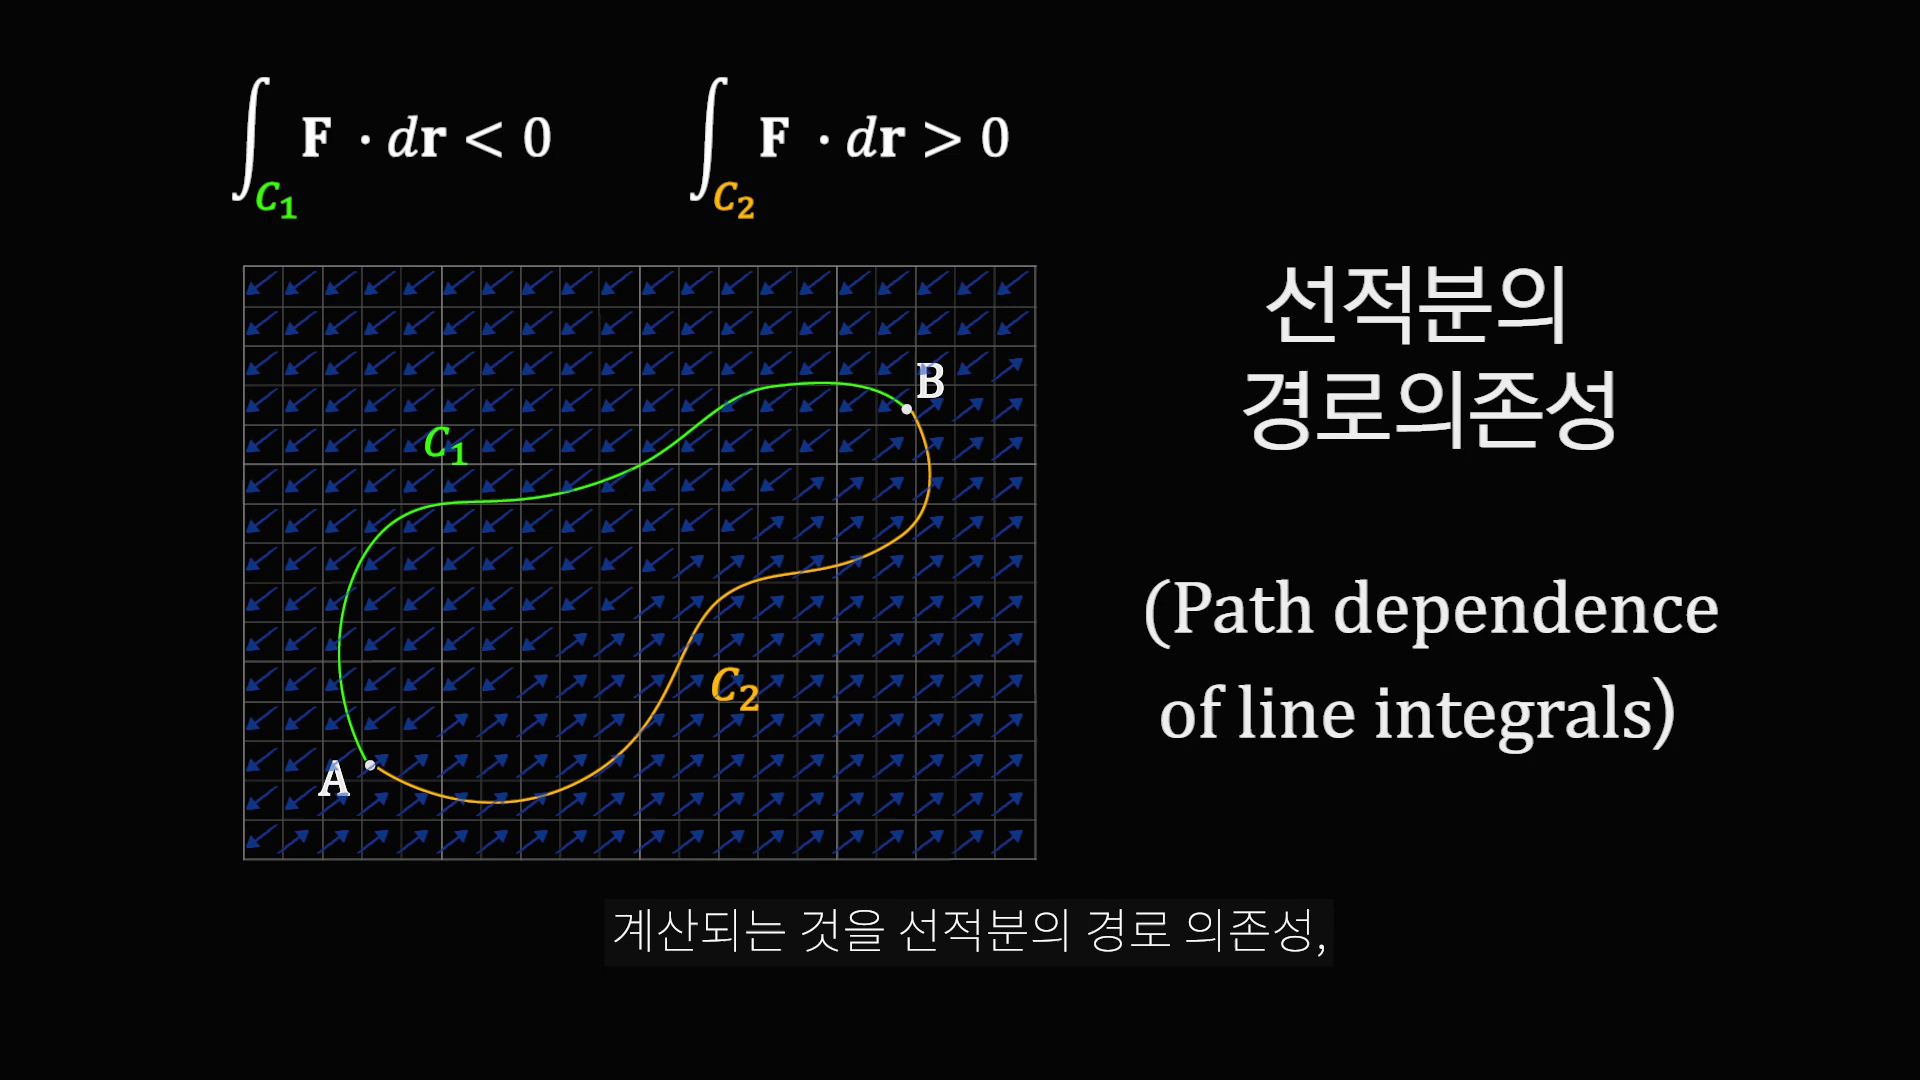 ∫_{C₁} F · dr < 0
∫_{C₂} F · dr > 0
선적분의
경로의존성
(Path dependence
of line integrals)
B
C₁
C₂
A
계산되는 것을 선적분의 경로 의존성,